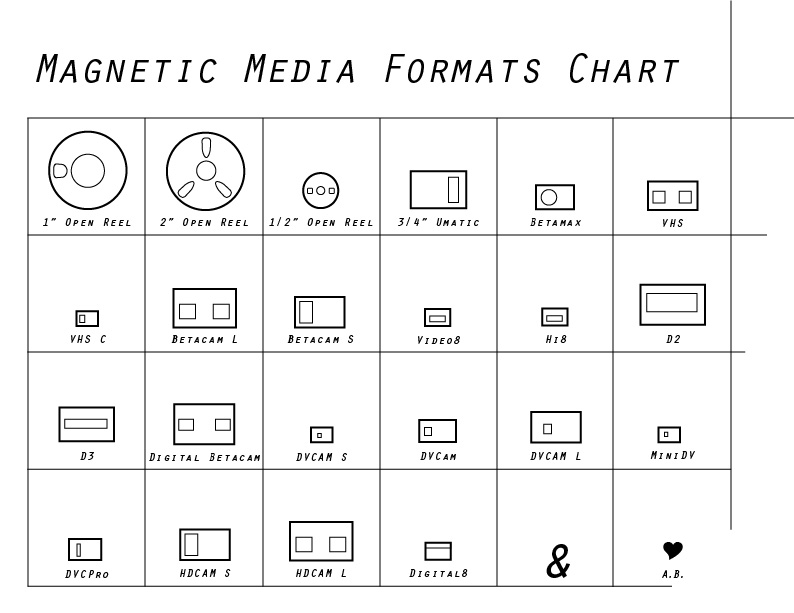 Magnetic Media Formats Chart
1" Open Reel
2" Open Reel
1/2" Open Reel
3/4" Umatic
Betamax
VHS
VHS C
Betacam L
Betacam S
Video8
Hi8
D2
D3
Digital Betacam
DVCAM S
DVCam
DVCAM L
MiniDV
DVCPro
HDCAM S
HDCAM L
Digital8
&
A.B.